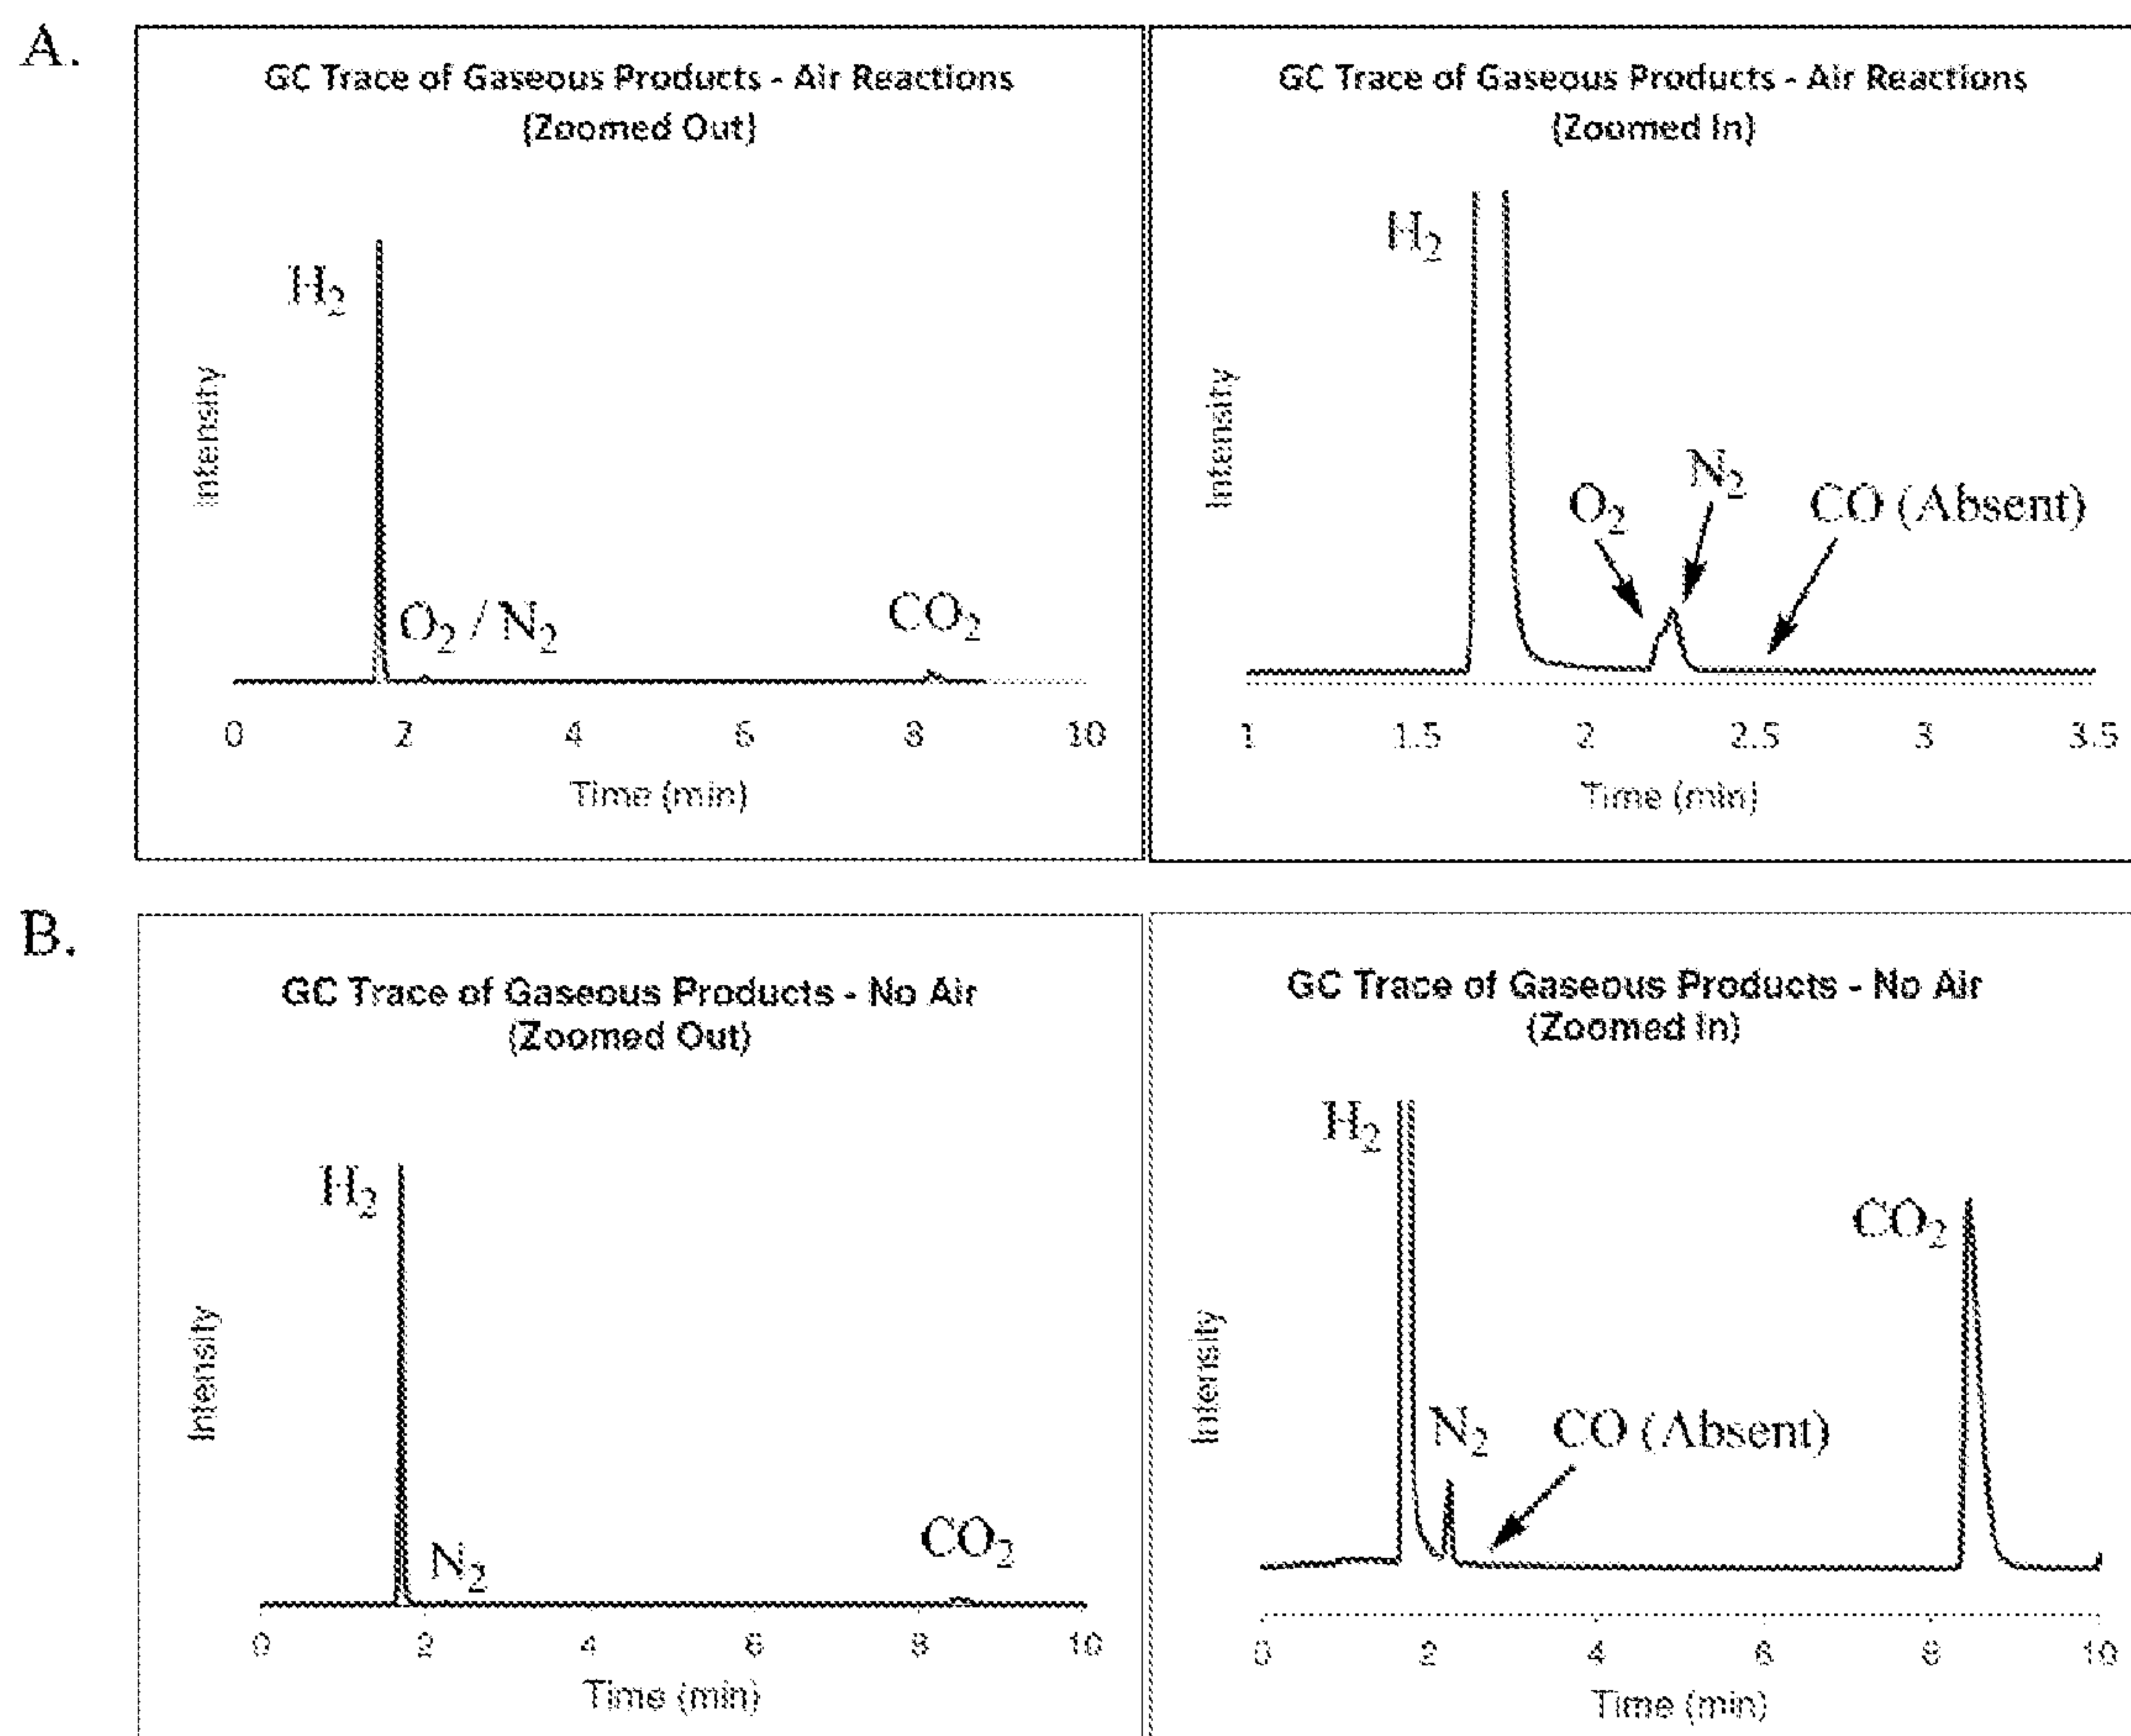 A.
GC Trace of Gaseous Products - Air Reactions
(Zoomed Out)
H₂
O₂ / N₂
CO₂
Intensity
0 2 4 6 8 10
Time (min)
GC Trace of Gaseous Products - Air Reactions
(Zoomed In)
H₂
O₂
N₂
CO (Absent)
Intensity
1 1.5 2 2.5 3 3.5
Time (min)
B.
GC Trace of Gaseous Products - No Air
(Zoomed Out)
H₂
N₂
CO₂
Intensity
0 2 4 6 8 10
Time (min)
GC Trace of Gaseous Products - No Air
(Zoomed In)
H₂
CO₂
N₂
CO (Absent)
Intensity
0 2 4 6 8 10
Time (min)